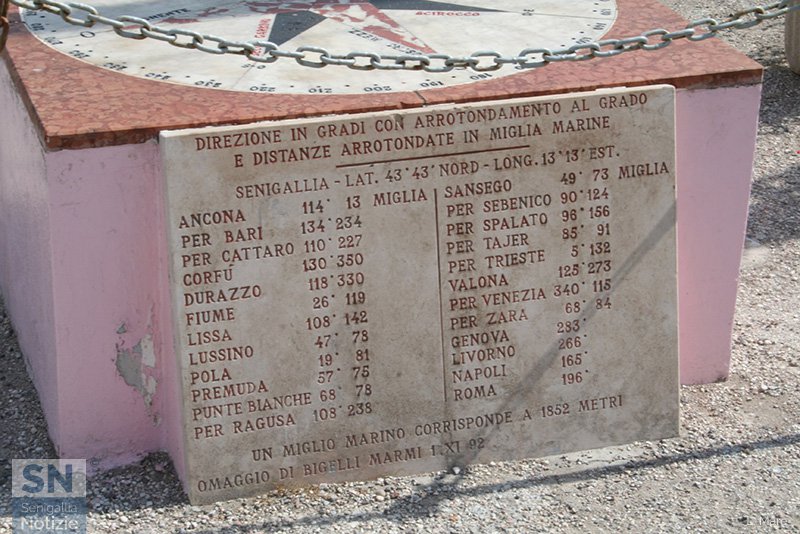 PONENTE
SCIROCCO
DIREZIONE IN GRADI CON ARROTONDAMENTO AL GRADO
E DISTANZE ARROTONDATE IN MIGLIA MARINE
SENIGALLIA - LAT. 43°43' NORD - LONG. 13°13' EST.
ANCONA 114° 13 MIGLIA
PER BARI 134° 234
PER CATTARO 110° 227
CORFÚ 130° 350
DURAZZO 118° 330
FIUME 26° 119
LISSA 108° 142
LUSSINO 47° 78
POLA 19° 81
PREMUDA 57° 75
PUNTE BIANCHE 68° 78
PER RAGUSA 108° 238
SANSEGO 49° 73 MIGLIA
PER SEBENICO 90° 124
PER SPALATO 96° 156
PER TAJER 85° 91
PER TRIESTE 5° 132
VALONA 125° 273
PER VENEZIA 340° 115
PER ZARA 68° 84
GENOVA 283°
LIVORNO 266°
NAPOLI 165°
ROMA 196°
UN MIGLIO MARINO CORRISPONDE A 1852 METRI
OMAGGIO DI BIGELLI MARMI 1° XI° 92
SN
Senigallia
Notizie